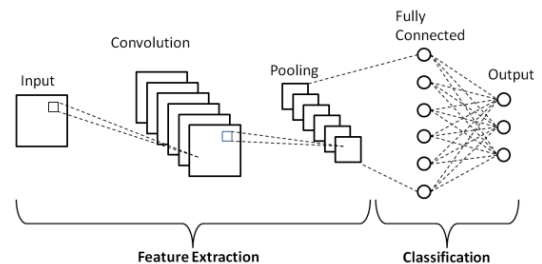 Input
Convolution
Pooling
Fully
Connected
Output
Feature Extraction
Classification